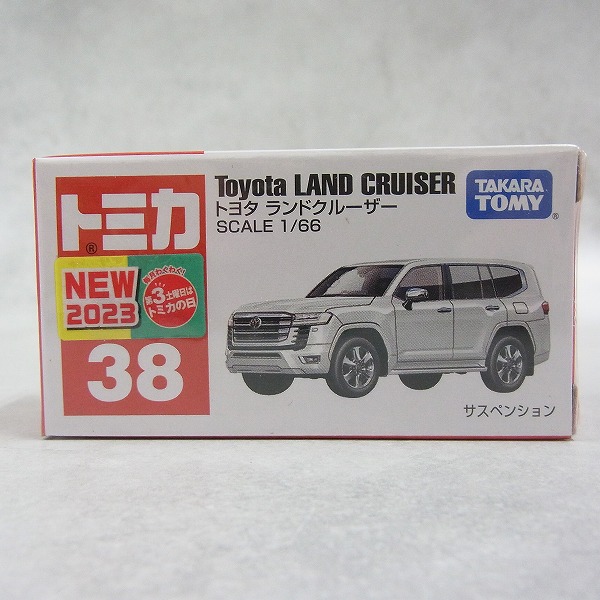 トミカ
®
NEW
2023
毎月わくわく!
第3土曜日は
トミカの日
38
Toyota LAND CRUISER
トヨタ ランドクルーザー
SCALE 1/66
TAKARA
TOMY
®
サスペンション